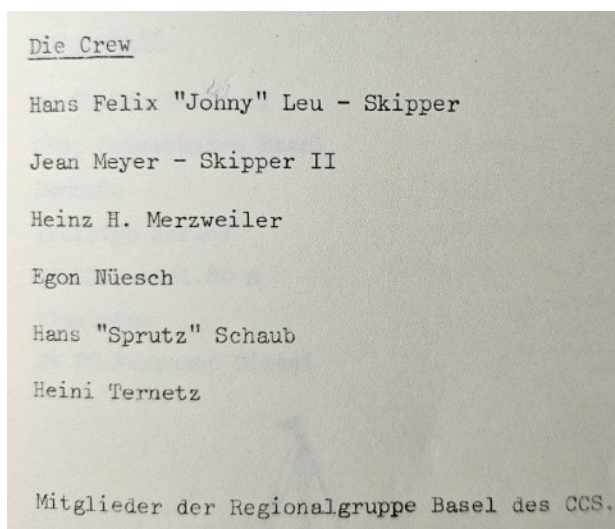 Die Crew
Hans Felix "Johny" Leu - Skipper
Jean Meyer - Skipper II
Heinz H. Merzweiler
Egon Nüesch
Hans "Sprutz" Schaub
Heini Ternetz
Mitglieder der Regionalgruppe Basel des CCS.